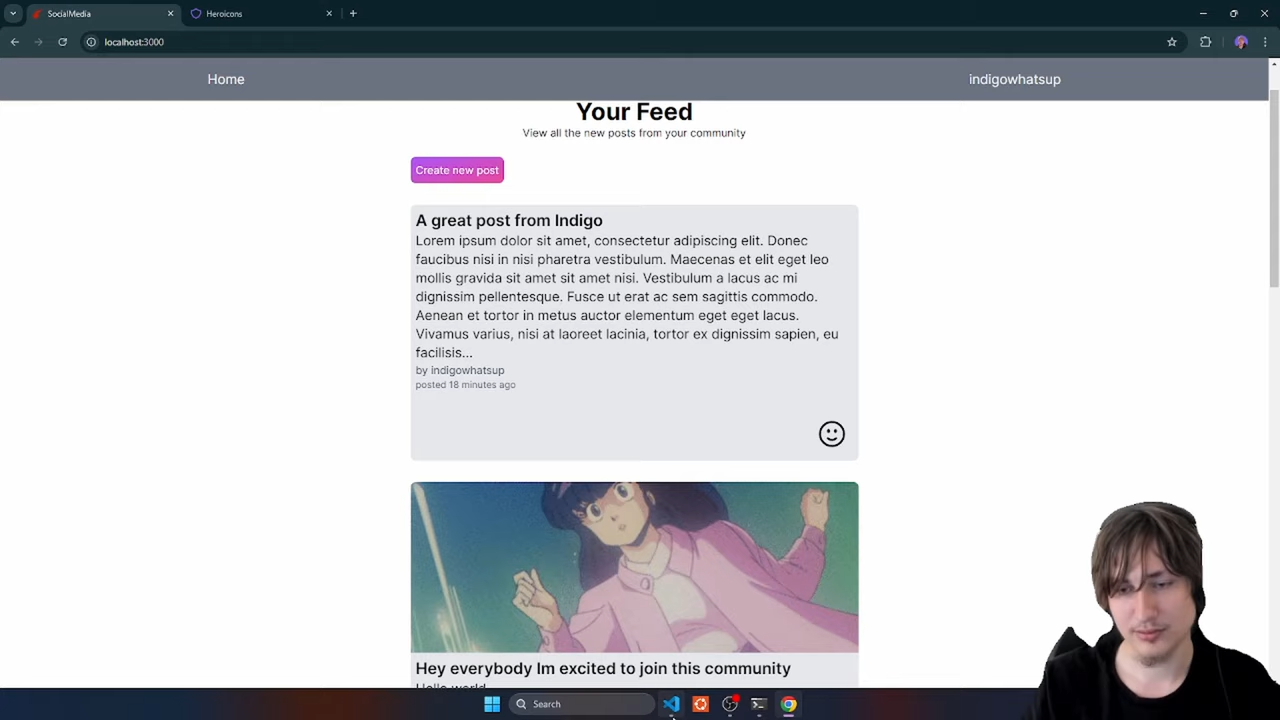 SocialMedia
Heroicons
localhost:3000
Home
indigowhatsup
Your Feed
View all the new posts from your community
Create new post
A great post from Indigo
Lorem ipsum dolor sit amet, consectetur adipiscing elit. Donec
faucibus nisi in nisi pharetra vestibulum. Maecenas et elit eget leo
mollis gravida sit amet sit amet nisi. Vestibulum a lacus ac mi
dignissim pellentesque. Fusce ut erat ac sem sagittis commodo.
Aenean et tortor in metus auctor elementum eget eget lacus.
Vivamus varius, nisi at laoreet lacinia, tortor ex dignissim sapien, eu
facilisis...
by indigowhatsup
posted 18 minutes ago
Hey everybody Im excited to join this community
Hello world
Search